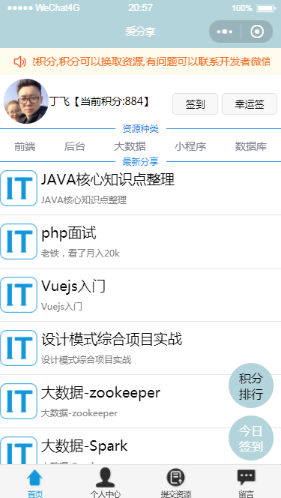 WeChat4G 20:57 100%
爱分享
积分,积分可以换取资源,有问题可以联系开发者微信
丁飞【当前积分:884】 签到 幸运签
资源种类
前端 后台 大数据 小程序 数据库
最新分享
IT JAVA核心知识点整理
JAVA核心知识点整理
IT php面试
老铁，看了月入20k
IT Vuejs入门
Vuejs入门
IT 设计模式综合项目实战
设计模式综合项目实战
积分
排行
IT 大数据-zookeeper
大数据-zookeeper
今日
签到
IT 大数据-Spark
大数据-Spark
首页 个人中心 提交资源 留言